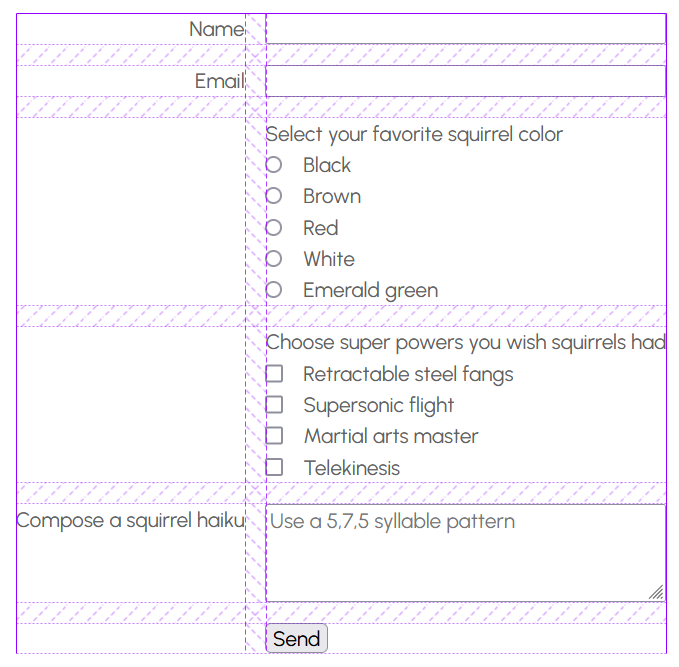 Name
Email
Select your favorite squirrel color
Black
Brown
Red
White
Emerald green
Choose super powers you wish squirrels had
Retractable steel fangs
Supersonic flight
Martial arts master
Telekinesis
Compose a squirrel haiku
Use a 5,7,5 syllable pattern
Send